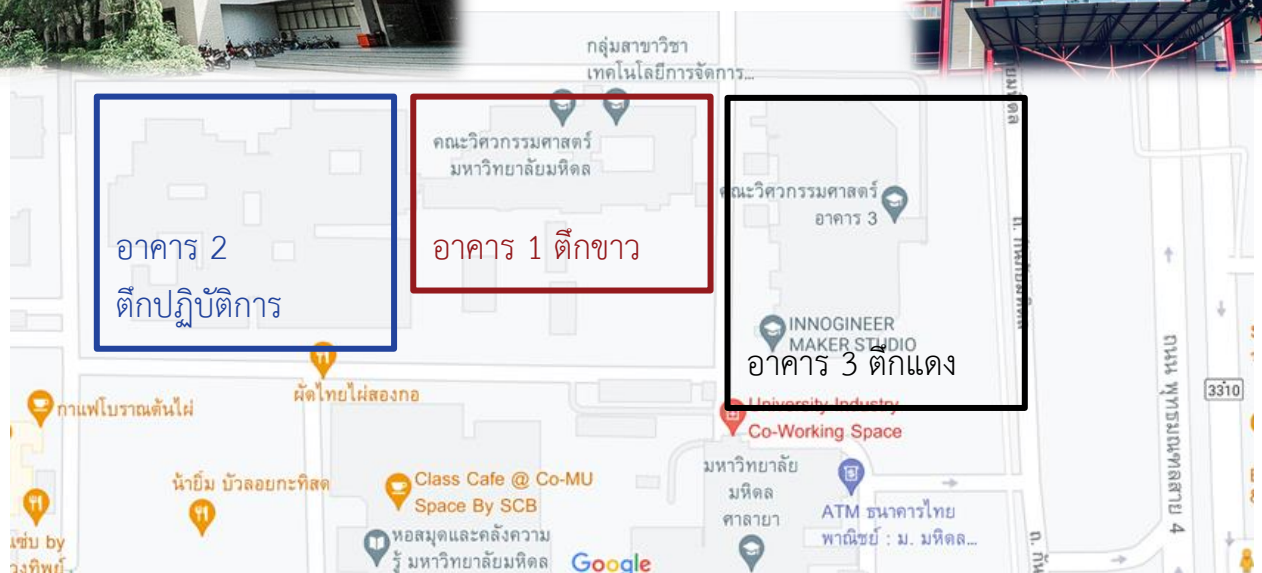 กลุ่มสาขาวิชา
เทคโนโลยีการจัดการ...
คณะวิศวกรรมศาสตร์
มหาวิทยาลัยมหิดล
คณะวิศวกรรมศาสตร์
อาคาร 3
อาคาร 2
ตึกปฏิบัติการ
อาคาร 1 ตึกขาว
INNOGINEER
MAKER STUDIO
อาคาร 3 ตึกแดง
ผัดไทยไผ่สองกอ
กาแฟโบราณต้นไผ่
University Industry
Co-Working Space
น้ายิ้ม บัวลอยกะทิสด
Class Cafe @ Co-MU
Space By SCB
มหาวิทยาลัย
มหิดล
ศาลายา
ATM ธนาคารไทย
พาณิชย์ : ม. มหิดล...
หอสมุดและคลังความ
รู้ มหาวิทยาลัยมหิดล
Google
ถนน พุทธมณฑลสาย 4
3310
by